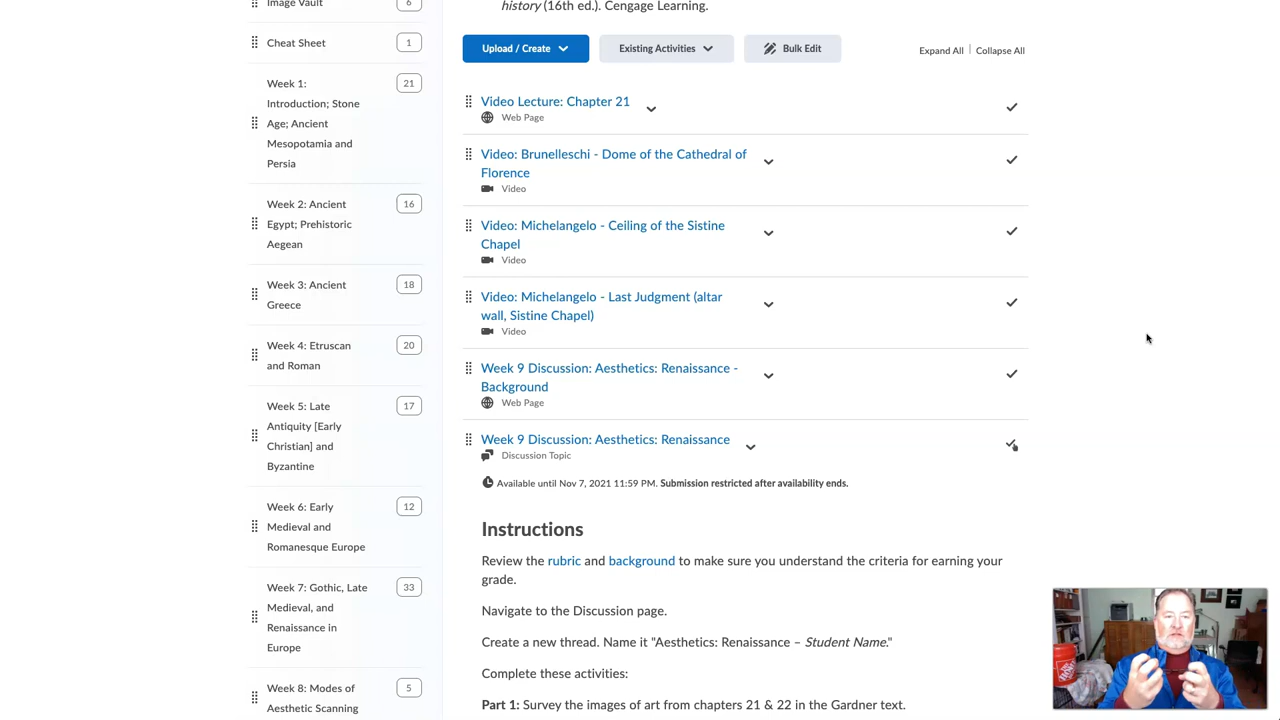 Image Vault
6
Cheat Sheet
1
Week 1:
Introduction; Stone
Age; Ancient
Mesopotamia and
Persia
21
Week 2: Ancient
Egypt; Prehistoric
Aegean
16
Week 3: Ancient
Greece
18
Week 4: Etruscan
and Roman
20
Week 5: Late
Antiquity [Early
Christian] and
Byzantine
17
Week 6: Early
Medieval and
Romanesque Europe
12
Week 7: Gothic, Late
Medieval, and
Renaissance in
Europe
33
Week 8: Modes of
Aesthetic Scanning
5
history (16th ed.). Cengage Learning.
Upload / Create
Existing Activities
Bulk Edit
Expand All | Collapse All
Video Lecture: Chapter 21
Web Page
Video: Brunelleschi - Dome of the Cathedral of
Florence
Video
Video: Michelangelo - Ceiling of the Sistine
Chapel
Video
Video: Michelangelo - Last Judgment (altar
wall, Sistine Chapel)
Video
Week 9 Discussion: Aesthetics: Renaissance -
Background
Web Page
Week 9 Discussion: Aesthetics: Renaissance
Discussion Topic
Available until Nov 7, 2021 11:59 PM. Submission restricted after availability ends.
Instructions
Review the rubric and background to make sure you understand the criteria for earning your
grade.
Navigate to the Discussion page.
Create a new thread. Name it "Aesthetics: Renaissance – Student Name."
Complete these activities:
Part 1: Survey the images of art from chapters 21 & 22 in the Gardner text.